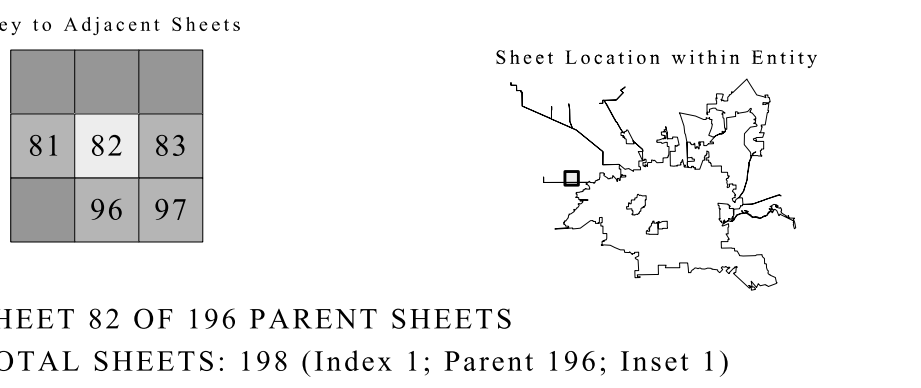 ey to Adjacent Sheets
Sheet Location within Entity
81 82 83
96 97
HEET 82 OF 196 PARENT SHEETS
OTAL SHEETS: 198 (Index 1; Parent 196; Inset 1)